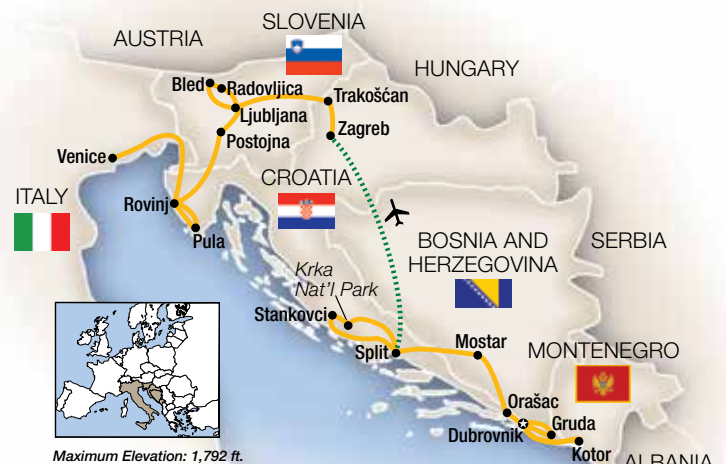 SLOVENIA
AUSTRIA
HUNGARY
Bled
Radovljica
Ljubljana
Trakošćan
Postojna
Zagreb
Venice
CROATIA
ITALY
Rovinj
Pula
BOSNIA AND
HERZEGOVINA
SERBIA
Krka
Nat'l Park
Stankovci
Split
Mostar
MONTENEGRO
Orašac
Gruda
Dubrovnik
Kotor
ALBANIA
Maximum Elevation: 1,792 ft.